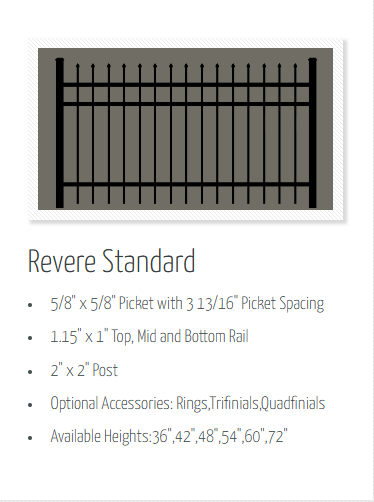 Revere Standard
5/8" x 5/8" Picket with 3 13/16" Picket Spacing
1.15" x 1" Top, Mid and Bottom Rail
2" x 2" Post
Optional Accessories: Rings,Trifinials,Quadfinials
Available Heights:36",42",48",54",60",72"